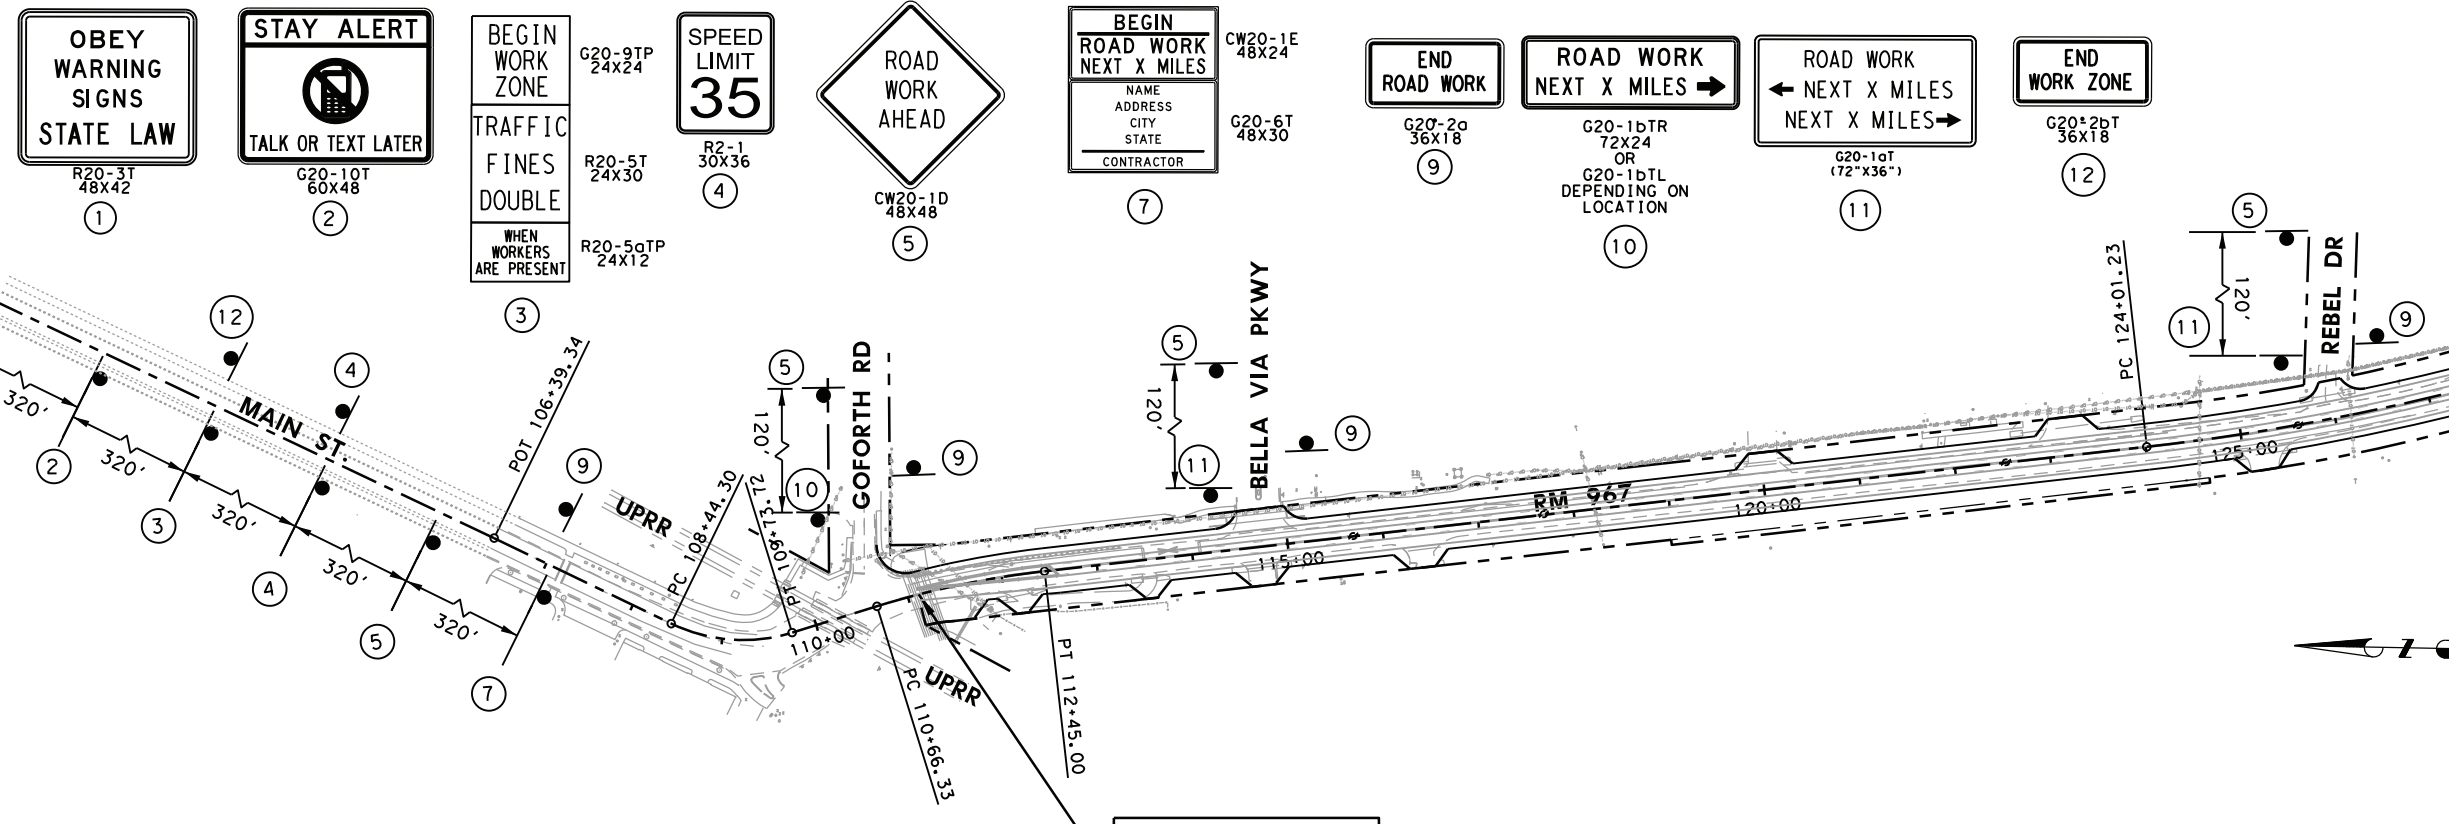 OBEY
WARNING
SIGNS
STATE LAW
R20-3T
48X42
1
STAY ALERT
TALK OR TEXT LATER
G20-10T
60X48
2
BEGIN
WORK
ZONE
G20-9TP
24X24
TRAFFIC
FINES
DOUBLE
R20-5T
24X30
WHEN
WORKERS
ARE PRESENT
R20-5aTP
24X12
3
SPEED
LIMIT
35
R2-1
30X36
4
ROAD
WORK
AHEAD
CW20-1D
48X48
5
BEGIN
ROAD WORK
NEXT X MILES
CW20-1E
48X24
NAME
ADDRESS
CITY
STATE
CONTRACTOR
G20-6T
48X30
7
END
ROAD WORK
G20-2a
36X18
9
ROAD WORK
NEXT X MILES
G20-1bTR
72X24
OR
G20-1bTL
DEPENDING ON
LOCATION
10
ROAD WORK
NEXT X MILES
NEXT X MILES
G20-1aT
(72"X36")
11
END
WORK ZONE
G20-2bT
36X18
12
12
4
MAIN ST.
320'
320'
320'
320'
320'
2
3
4
5
7
POT 106+39.34
9
UPRR
PC 108+44.30
PT 109+73.72
110+00
5
120'
10
GOFORTH RD
9
UPRR
PC 110+66.33
PT 112+45.00
5
120'
11
BELLA VIA PKWY
9
115+00
RM 967
120+00
PC 124+01.23
125+00
5
120'
11
REBEL DR
9
Z